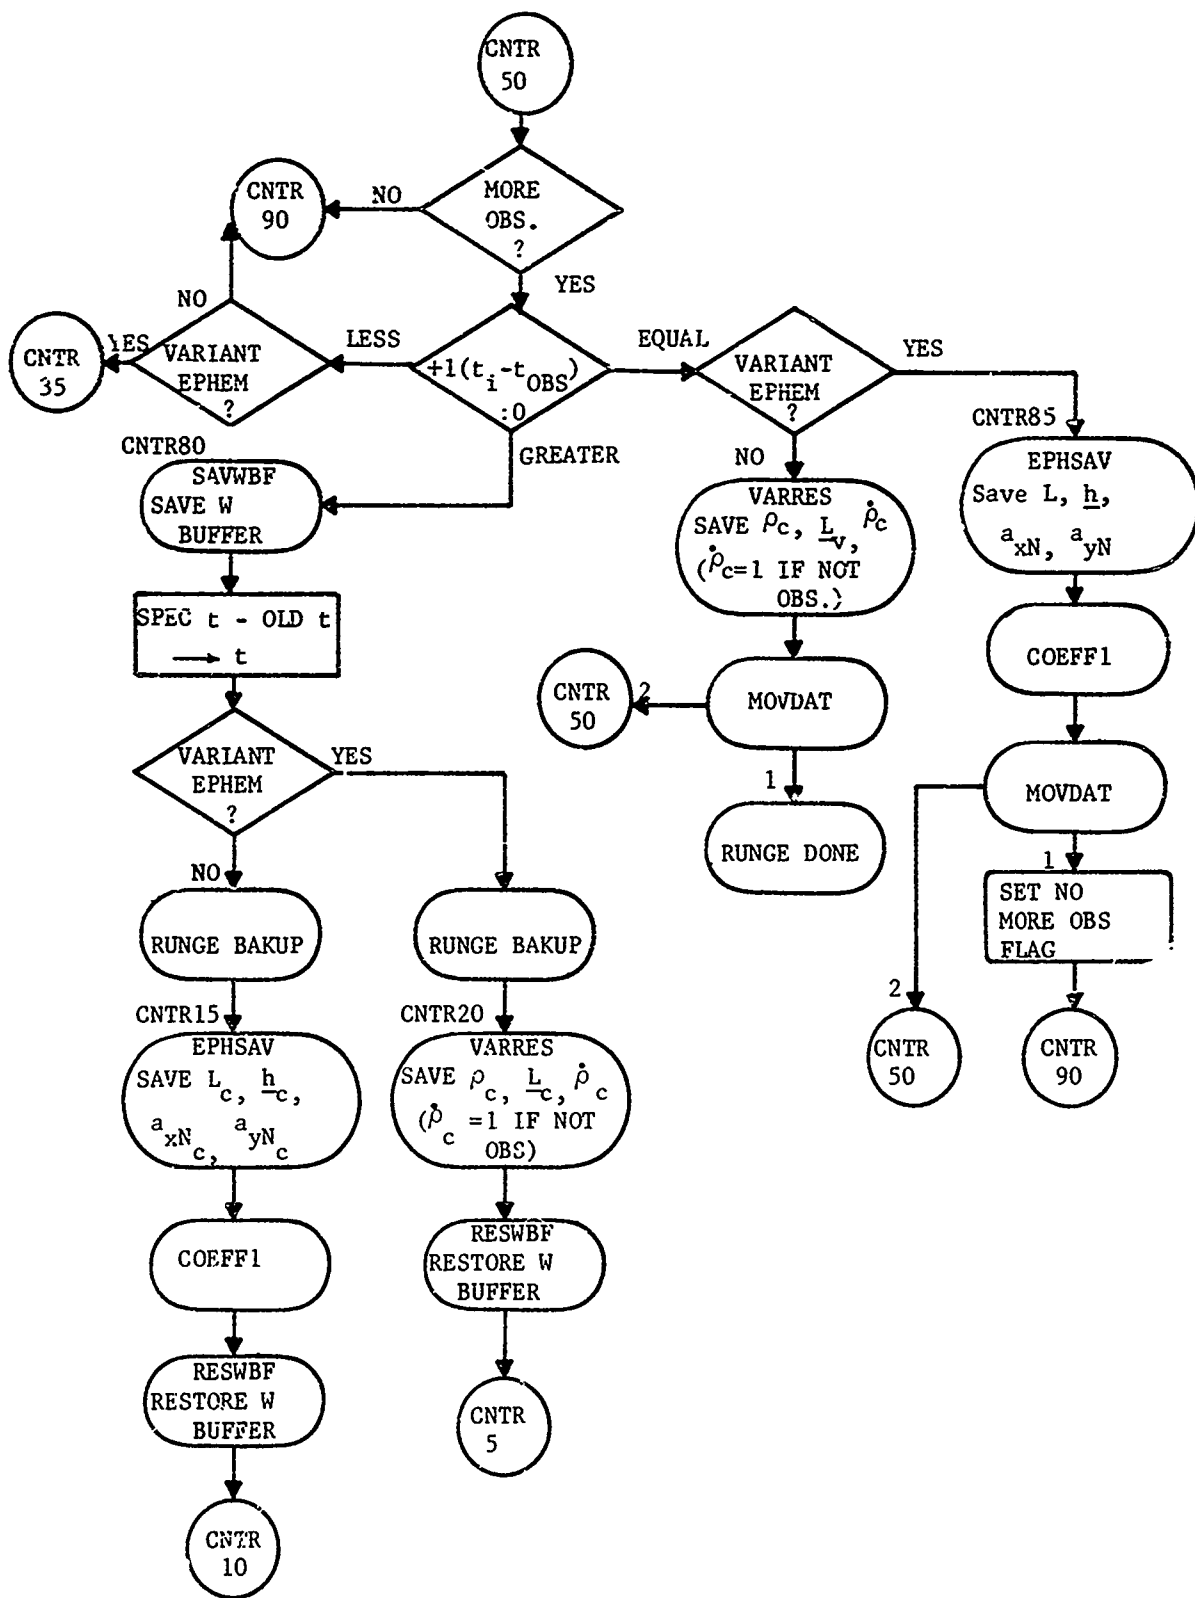 CNTR
50
MORE
OBS.
?
NO
CNTR
90
YES
+1(t_i-t_OBS)
:0
LESS
VARIANT
EPHEM
?
NO
YES
CNTR
35
EQUAL
VARIANT
EPHEM
?
YES
NO
GREATER
CNTR80
SAVWBF
SAVE W
BUFFER
SPEC t - OLD t
→ t
VARIANT
EPHEM
?
YES
NO
RUNGE BAKUP
CNTR15
EPHSAV
SAVE L_c, h_c,
a_xN_c, a_yN_c
COEFF1
RESWBF
RESTORE W
BUFFER
CNTR
10
RUNGE BAKUP
CNTR20
VARRES
SAVE ρ_c, L_c, ρ̇_c
(ρ̇_c =1 IF NOT
OBS)
RESWBF
RESTORE W
BUFFER
CNTR
5
VARRES
SAVE ρ_c, L_v, ρ̇_c
(ρ̇_c=1 IF NOT
OBS.)
MOVDAT
2
CNTR
50
1
RUNGE DONE
CNTR85
EPHSAV
Save L, h,
a_xN, a_yN
COEFF1
MOVDAT
1
SET NO
MORE OBS
FLAG
2
CNTR
50
CNTR
90